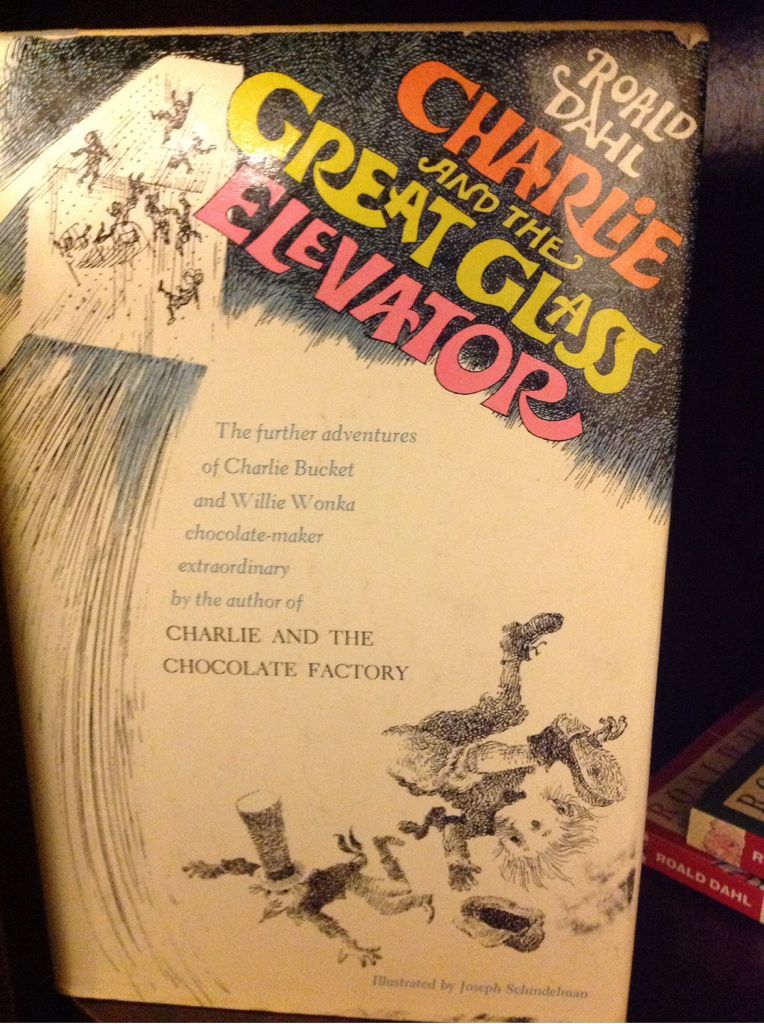 ROALD
DAHL
CHARLIE
AND THE
GREAT GLASS
ELEVATOR
The further adventures
of Charlie Bucket
and Willie Wonka
chocolate-maker
extraordinary
by the author of
CHARLIE AND THE
CHOCOLATE FACTORY
Illustrated by Joseph Schindelman
ROALD
ROALD DAHL